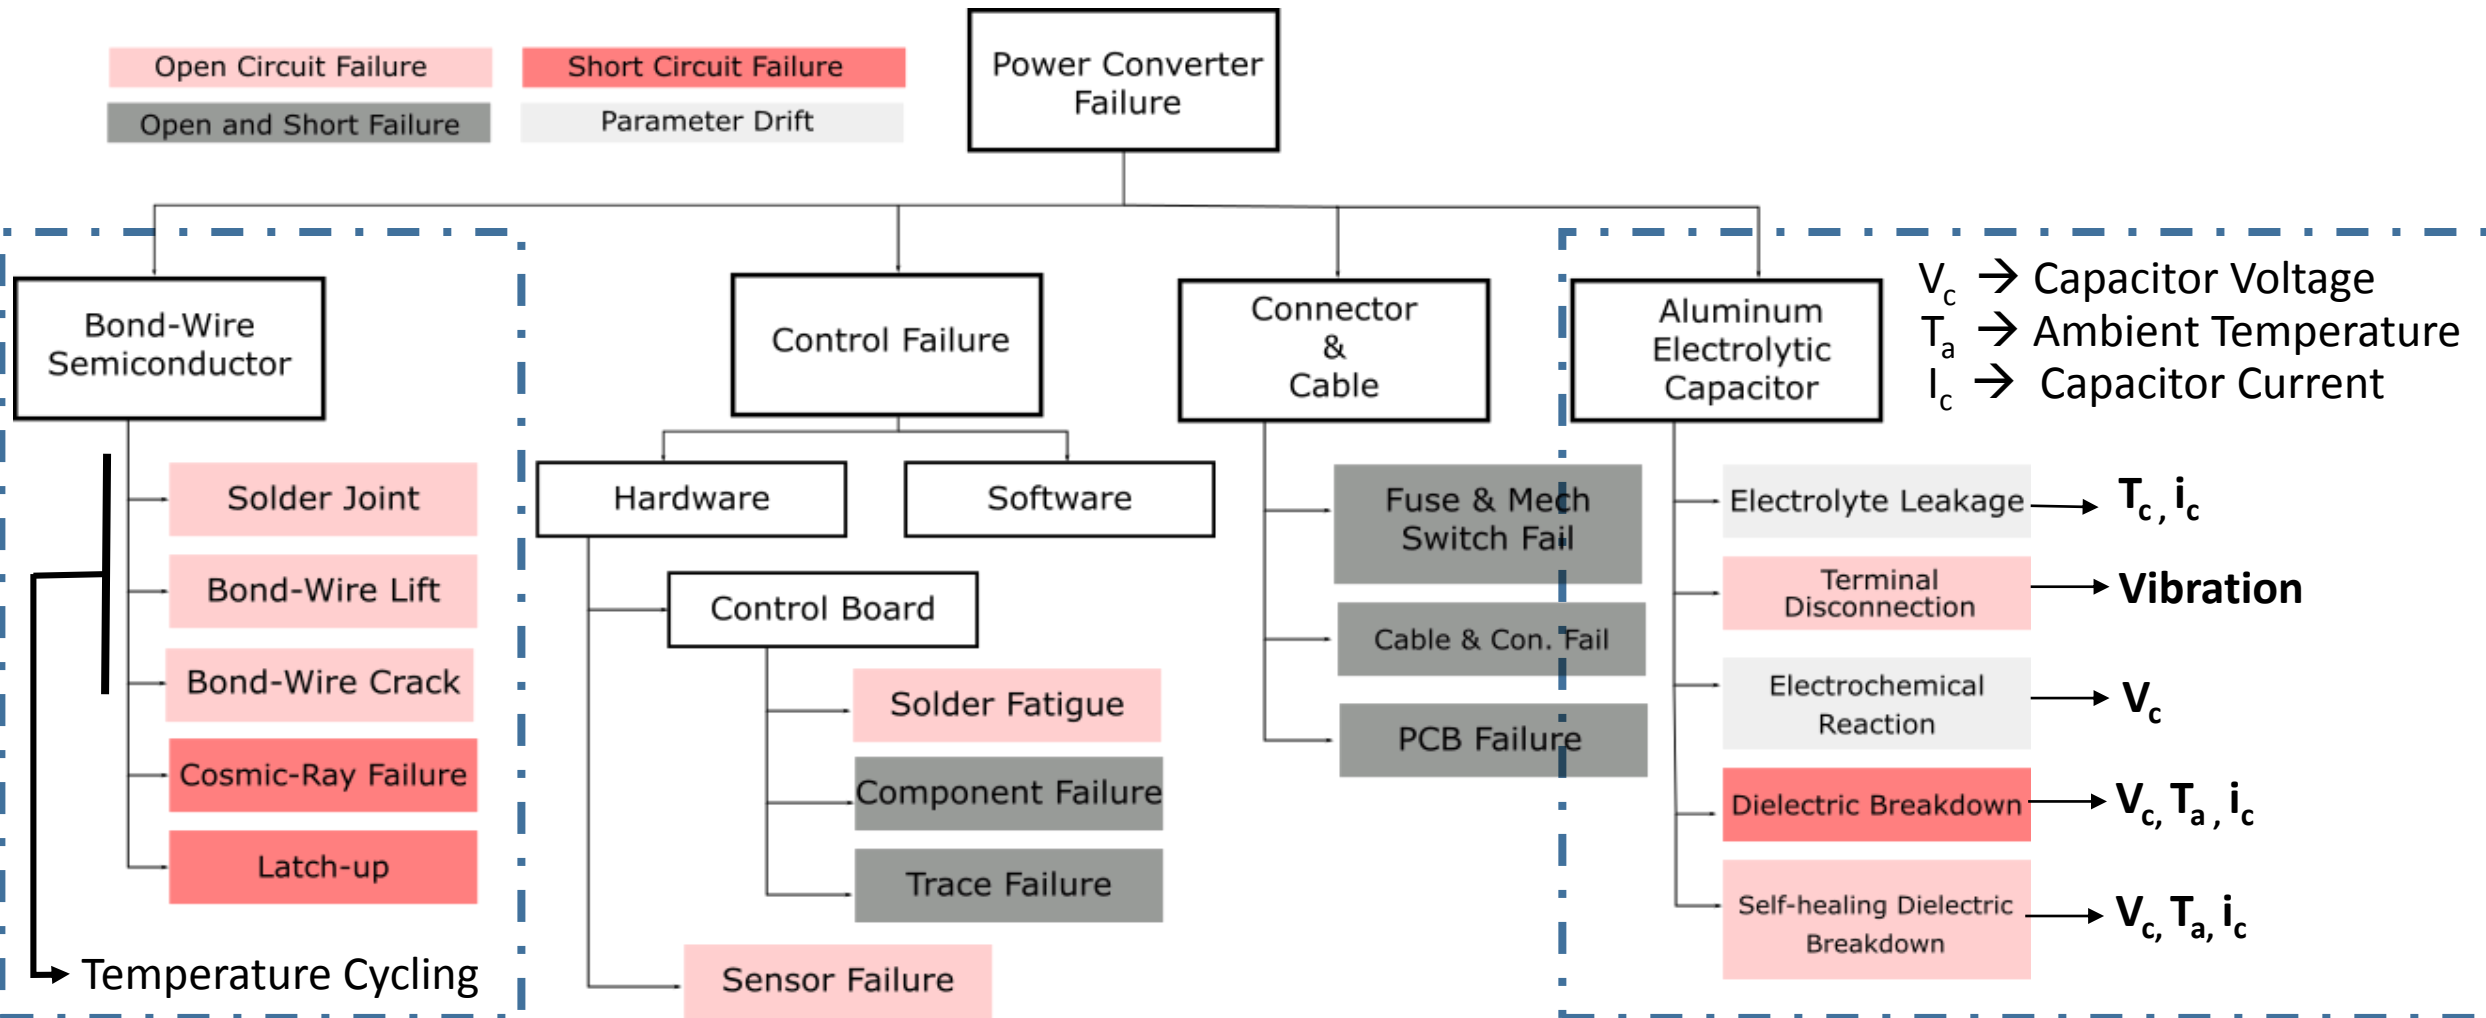 Open Circuit Failure
Short Circuit Failure
Open and Short Failure
Parameter Drift
Power Converter
Failure
Bond-Wire
Semiconductor
Solder Joint
Bond-Wire Lift
Bond-Wire Crack
Cosmic-Ray Failure
Latch-up
Temperature Cycling
Control Failure
Hardware
Software
Control Board
Solder Fatigue
Component Failure
Trace Failure
Sensor Failure
Connector
&
Cable
Fuse & Mech
Switch Fail
Cable & Con. Fail
PCB Failure
Aluminum
Electrolytic
Capacitor
Vc → Capacitor Voltage
Ta → Ambient Temperature
Ic → Capacitor Current
Electrolyte Leakage
Tc, ic
Terminal
Disconnection
Vibration
Electrochemical
Reaction
Vc
Dielectric Breakdown
Vc, Ta, ic
Self-healing Dielectric
Breakdown
Vc, Ta, ic